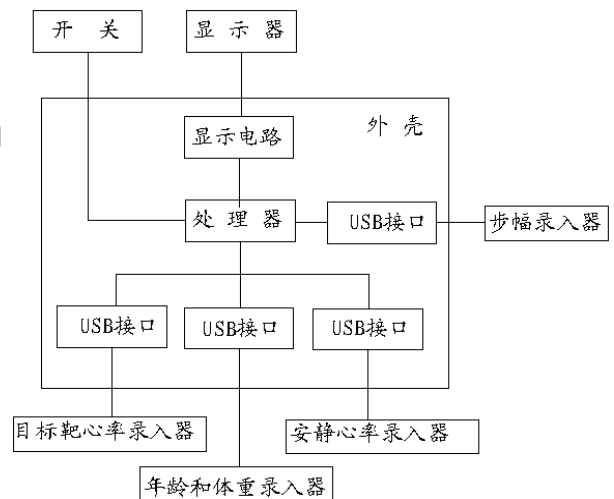 开 关
显 示 器
外 壳
显示电路
处 理 器
USB接口
步幅录入器
USB接口
USB接口
USB接口
目标靶心率录入器
安静心率录入器
年龄和体重录入器